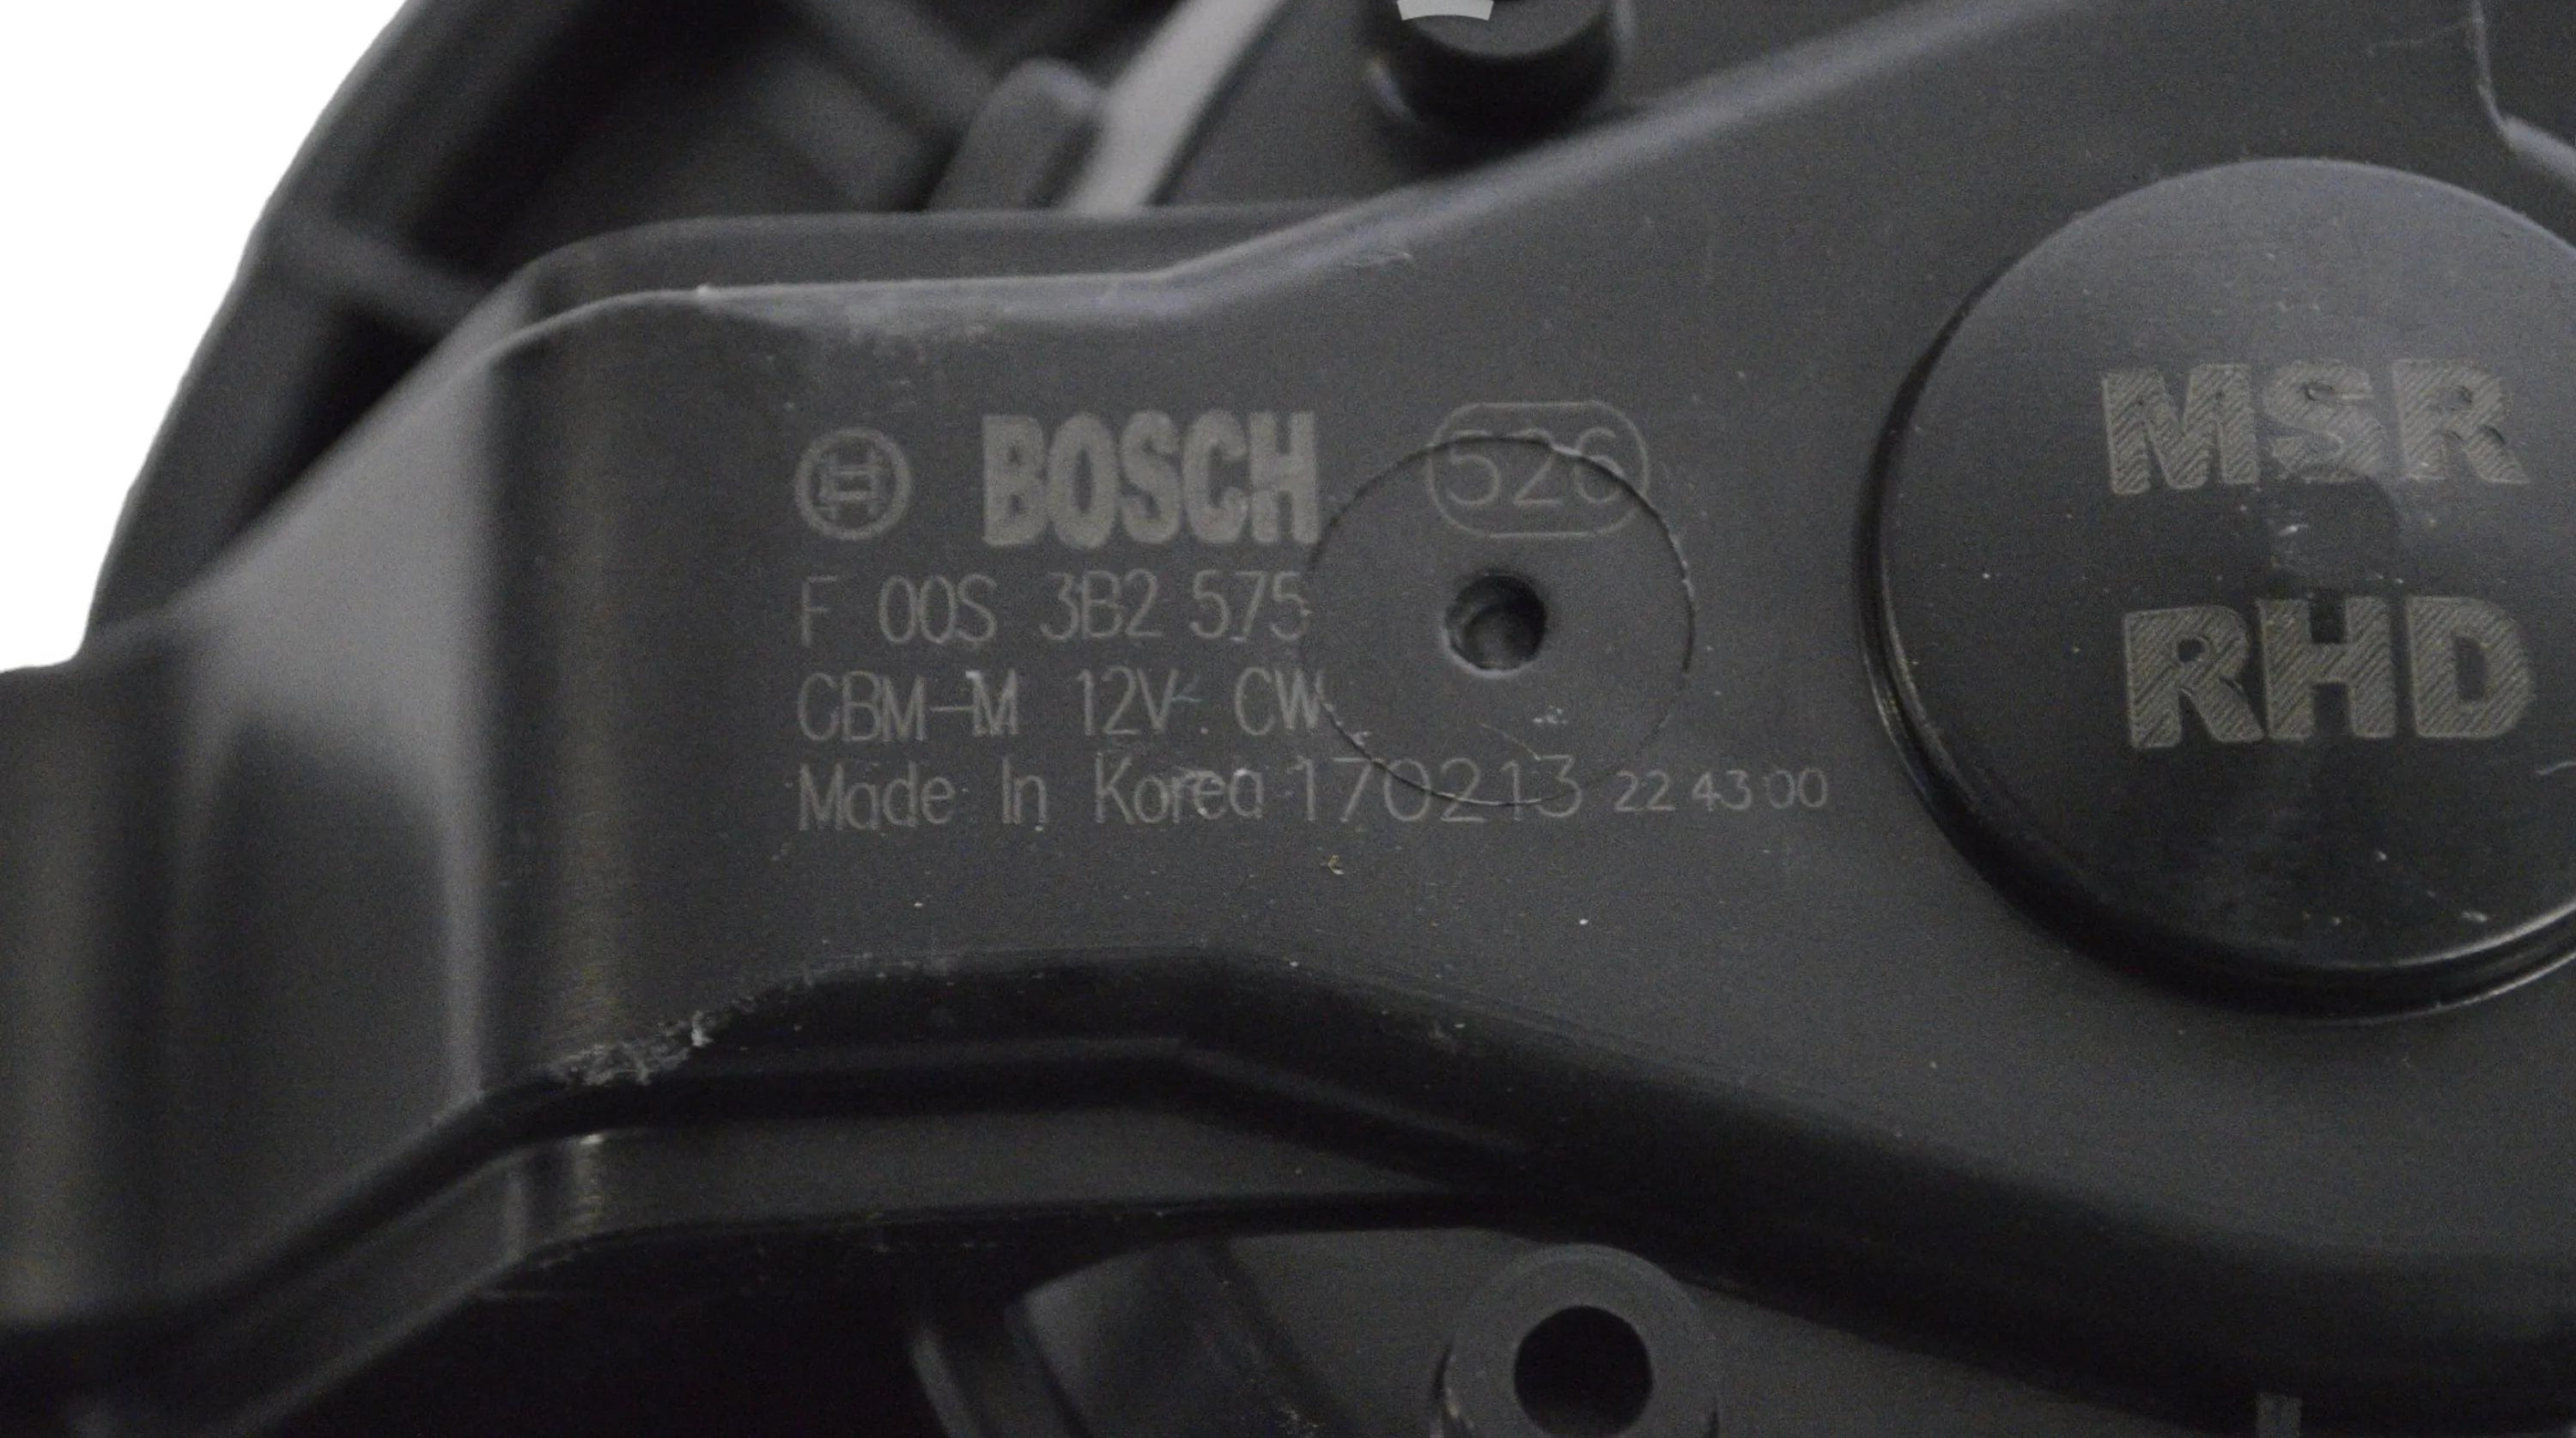 BOSCH 526
F 00S 3B2 575
CBM-M 12V CW
Made In Korea 170213 22 43 00
MSR
RHD